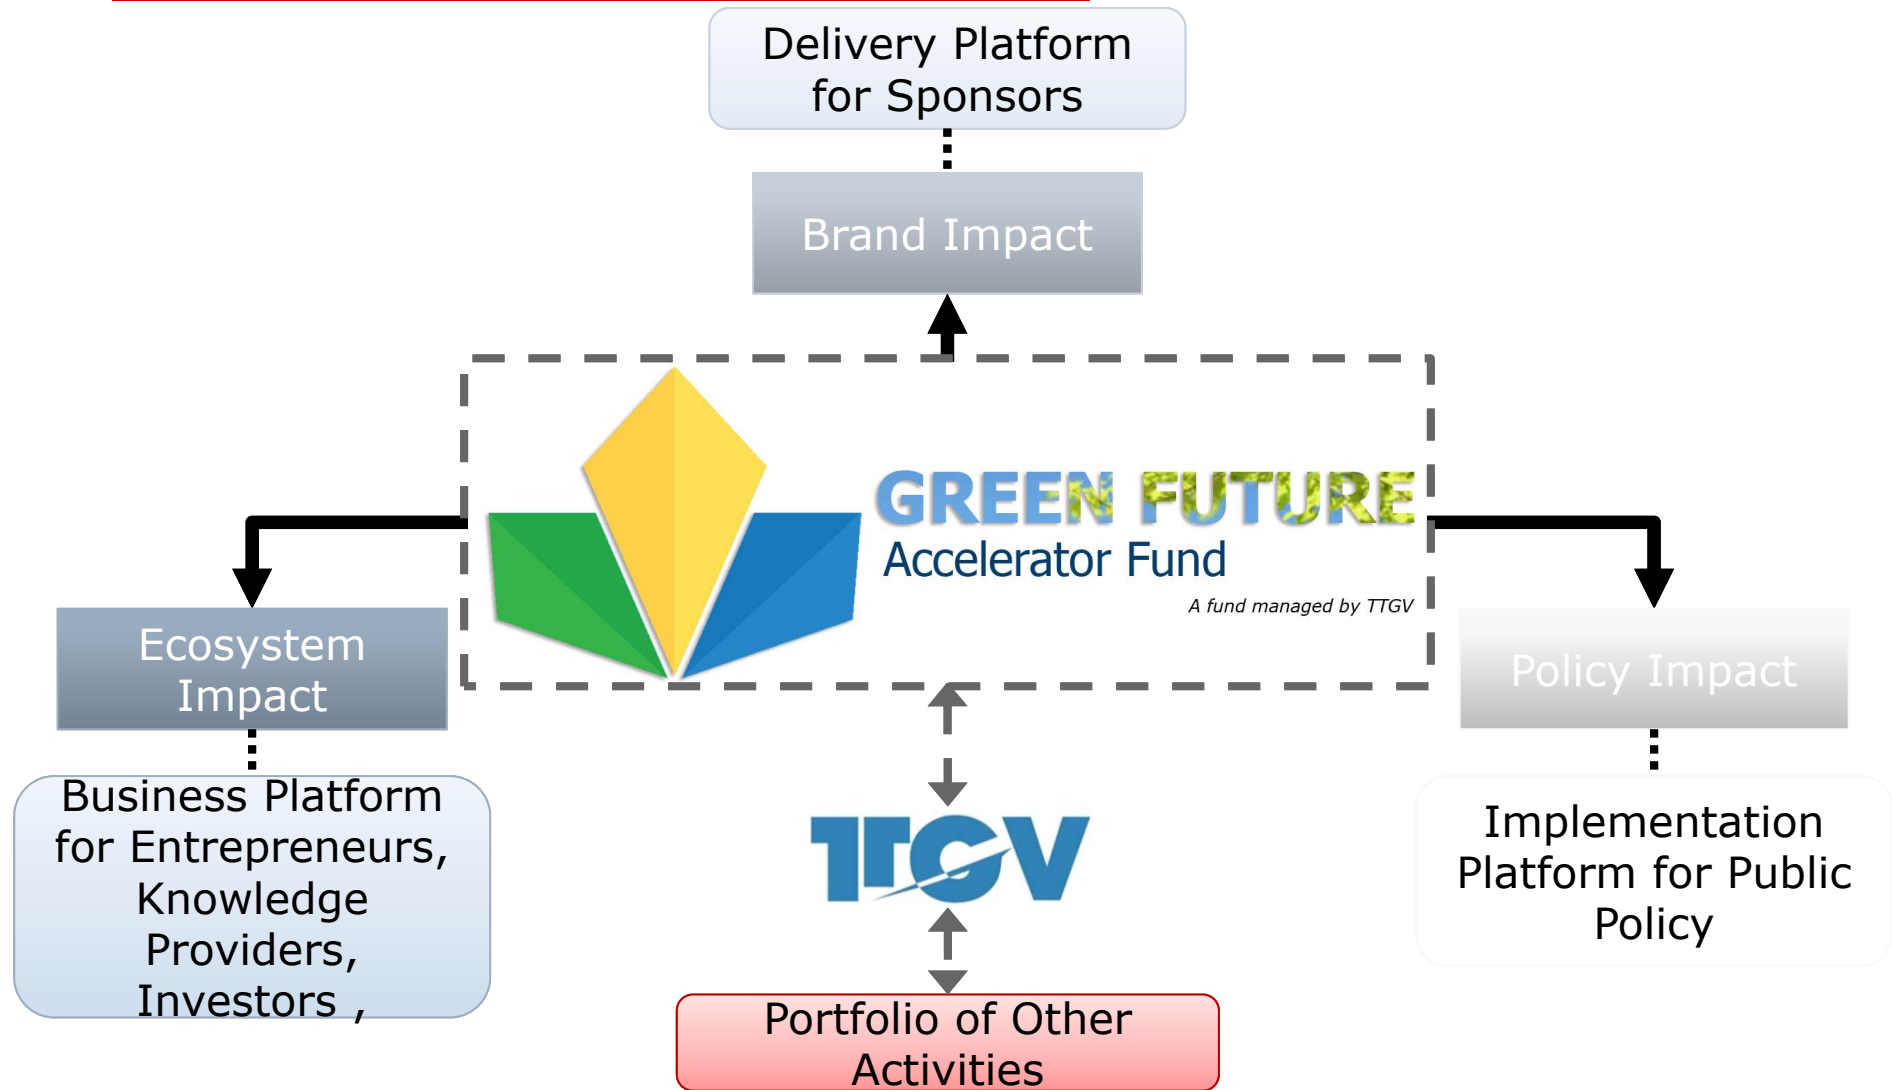 Delivery Platform
for Sponsors
Brand Impact
GREEN FUTURE
Accelerator Fund
A fund managed by TTGV
Ecosystem
Impact
Policy Impact
Business Platform
for Entrepreneurs,
Knowledge
Providers,
Investors ,
TTGV
Implementation
Platform for Public
Policy
Portfolio of Other
Activities